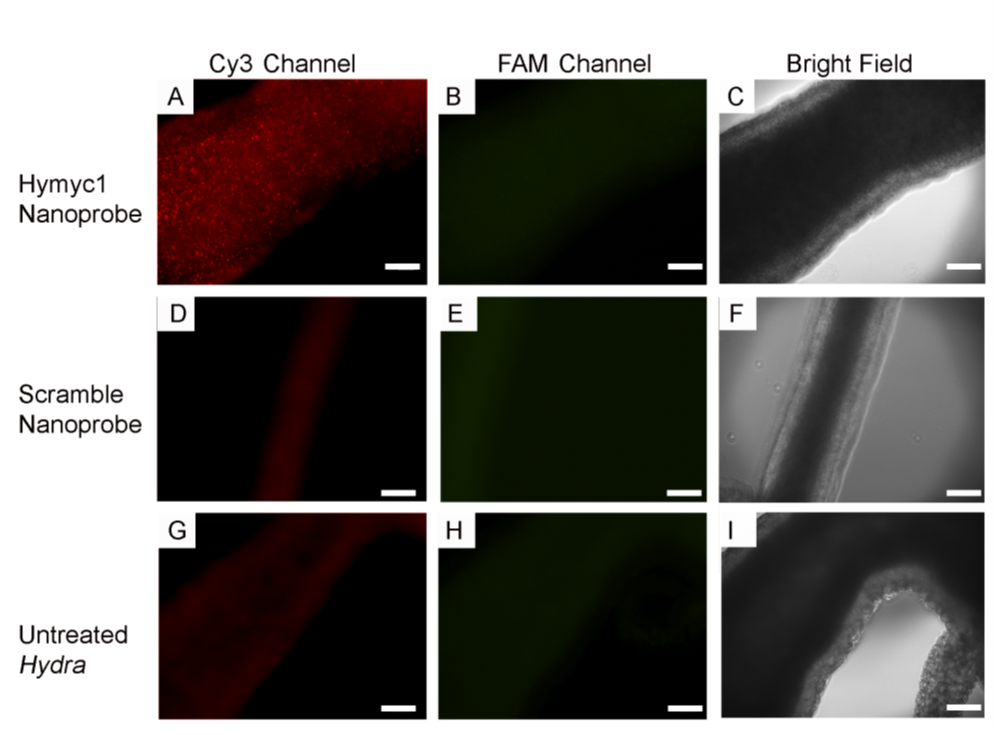 Cy3 Channel FAM Channel Bright Field
A B C
Hymyc1
Nanoprobe
D E F
Scramble
Nanoprobe
G H I
Untreated
Hydra